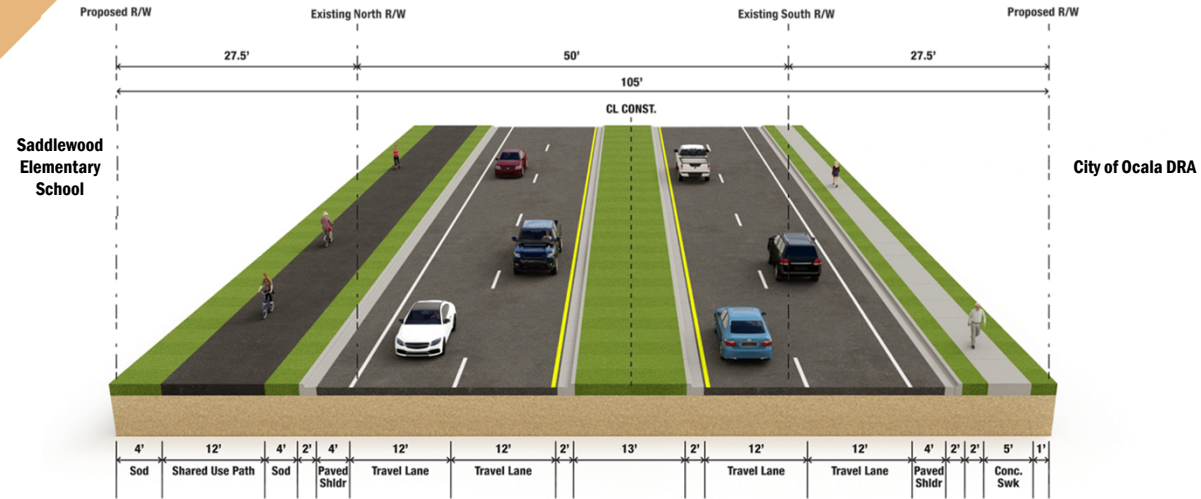 Proposed R/W
Existing North R/W
Existing South R/W
Proposed R/W
27.5'
50'
27.5'
105'
CL CONST.
Saddlewood
Elementary
School
City of Ocala DRA
4'
12'
4'
2'
4'
12'
12'
2'
13'
2'
12'
12'
4'
2'
2'
5'
1'
Sod
Shared Use Path
Sod
Paved
Shldr
Travel Lane
Travel Lane
Travel Lane
Travel Lane
Paved
Shldr
Conc.
Swk